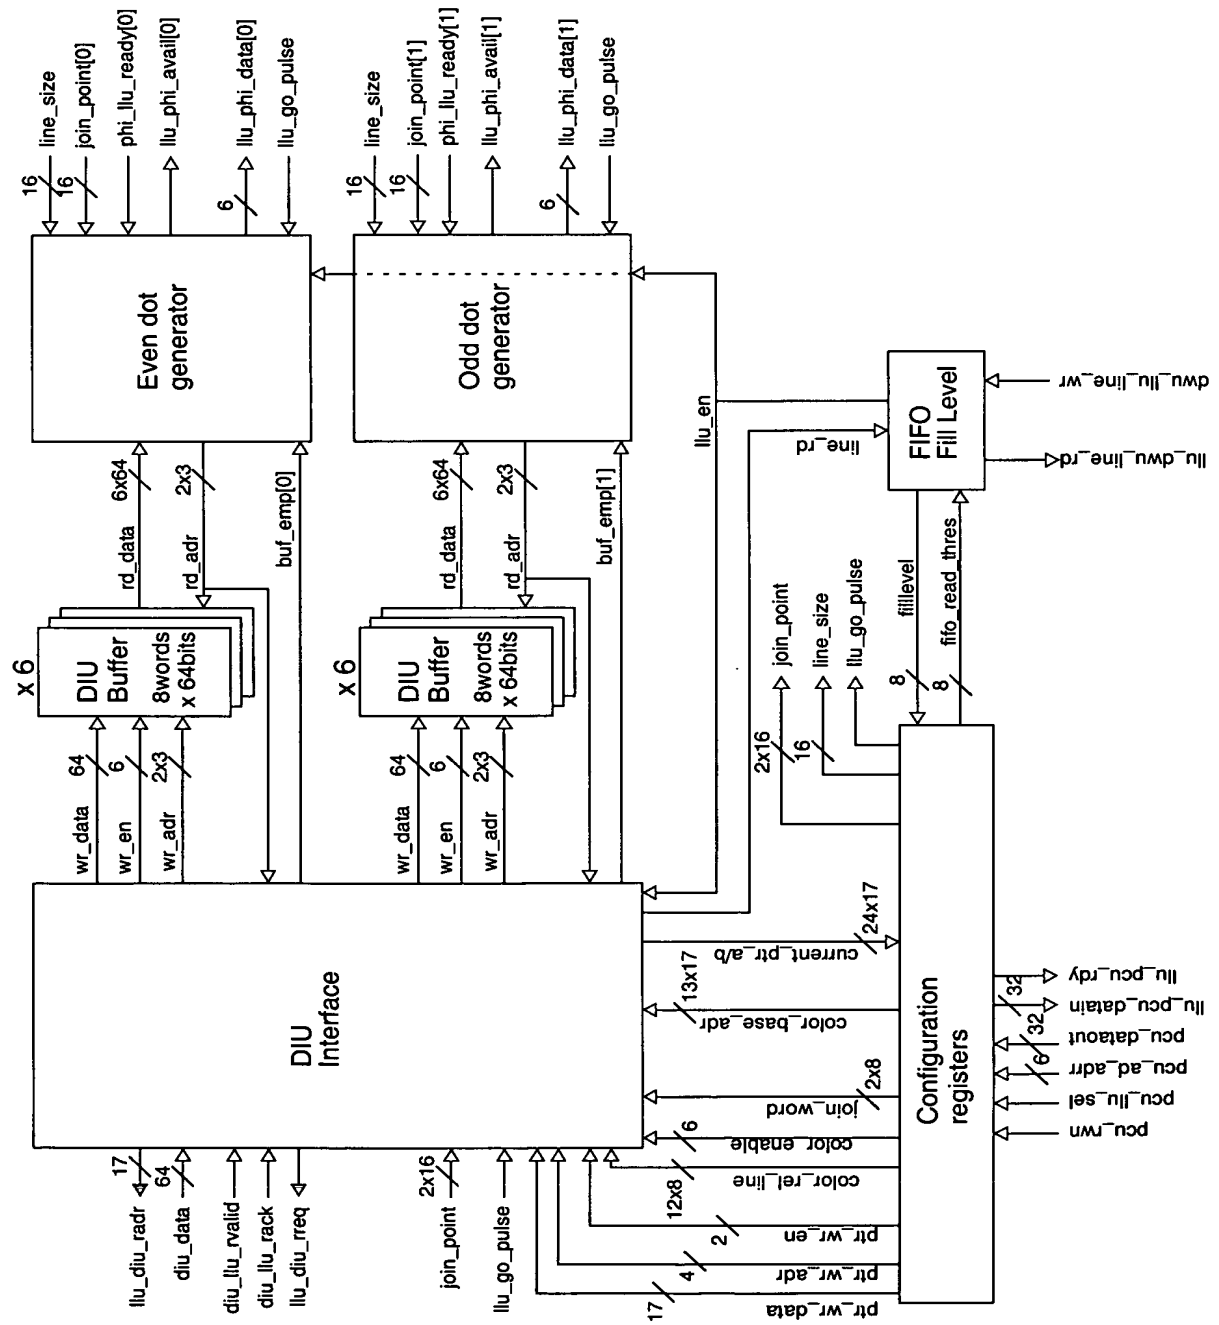 line_size
16
join_point[0]
16
phi_llu_ready[0]
llu_phi_avail[0]
llu_phi_data[0]
6
llu_go_pulse
Even dot
generator
line_size
16
join_point[1]
16
phi_llu_ready[1]
llu_phi_avail[1]
llu_phi_data[1]
6
llu_go_pulse
Odd dot
generator
rd_data
6x64
rd_adr
2x3
buf_emp[0]
rd_data
6x64
rd_adr
2x3
buf_emp[1]
x 6
DIU
Buffer
8words
x 64bits
x 6
DIU
Buffer
8words
x 64bits
wr_data
64
wr_en
6
wr_adr
2x3
wr_data
64
wr_en
6
wr_adr
2x3
llu_en
line_rd
FIFO
Fill Level
dwu_llu_line_wr
llu_dwu_line_rd
filllevel
8
fifo_read_thres
8
join_point
2x16
line_size
16
llu_go_pulse
DIU
Interface
current_ptr_a/b
24x17
color_base_adr
13x17
join_word
2x8
color_enable
6
color_rel_line
12x8
ptr_wr_en
2
ptr_wr_adr
4
ptr_wr_data
17
llu_diu_radr
17
diu_data
64
diu_llu_rvalid
diu_llu_rack
llu_diu_rreq
join_point
2x16
llu_go_pulse
Configuration
registers
llu_pcu_rdy
llu_pcu_datain
32
pcu_dataout
32
pcu_ad_adrr
6
pcu_llu_sel
pcu_rwn